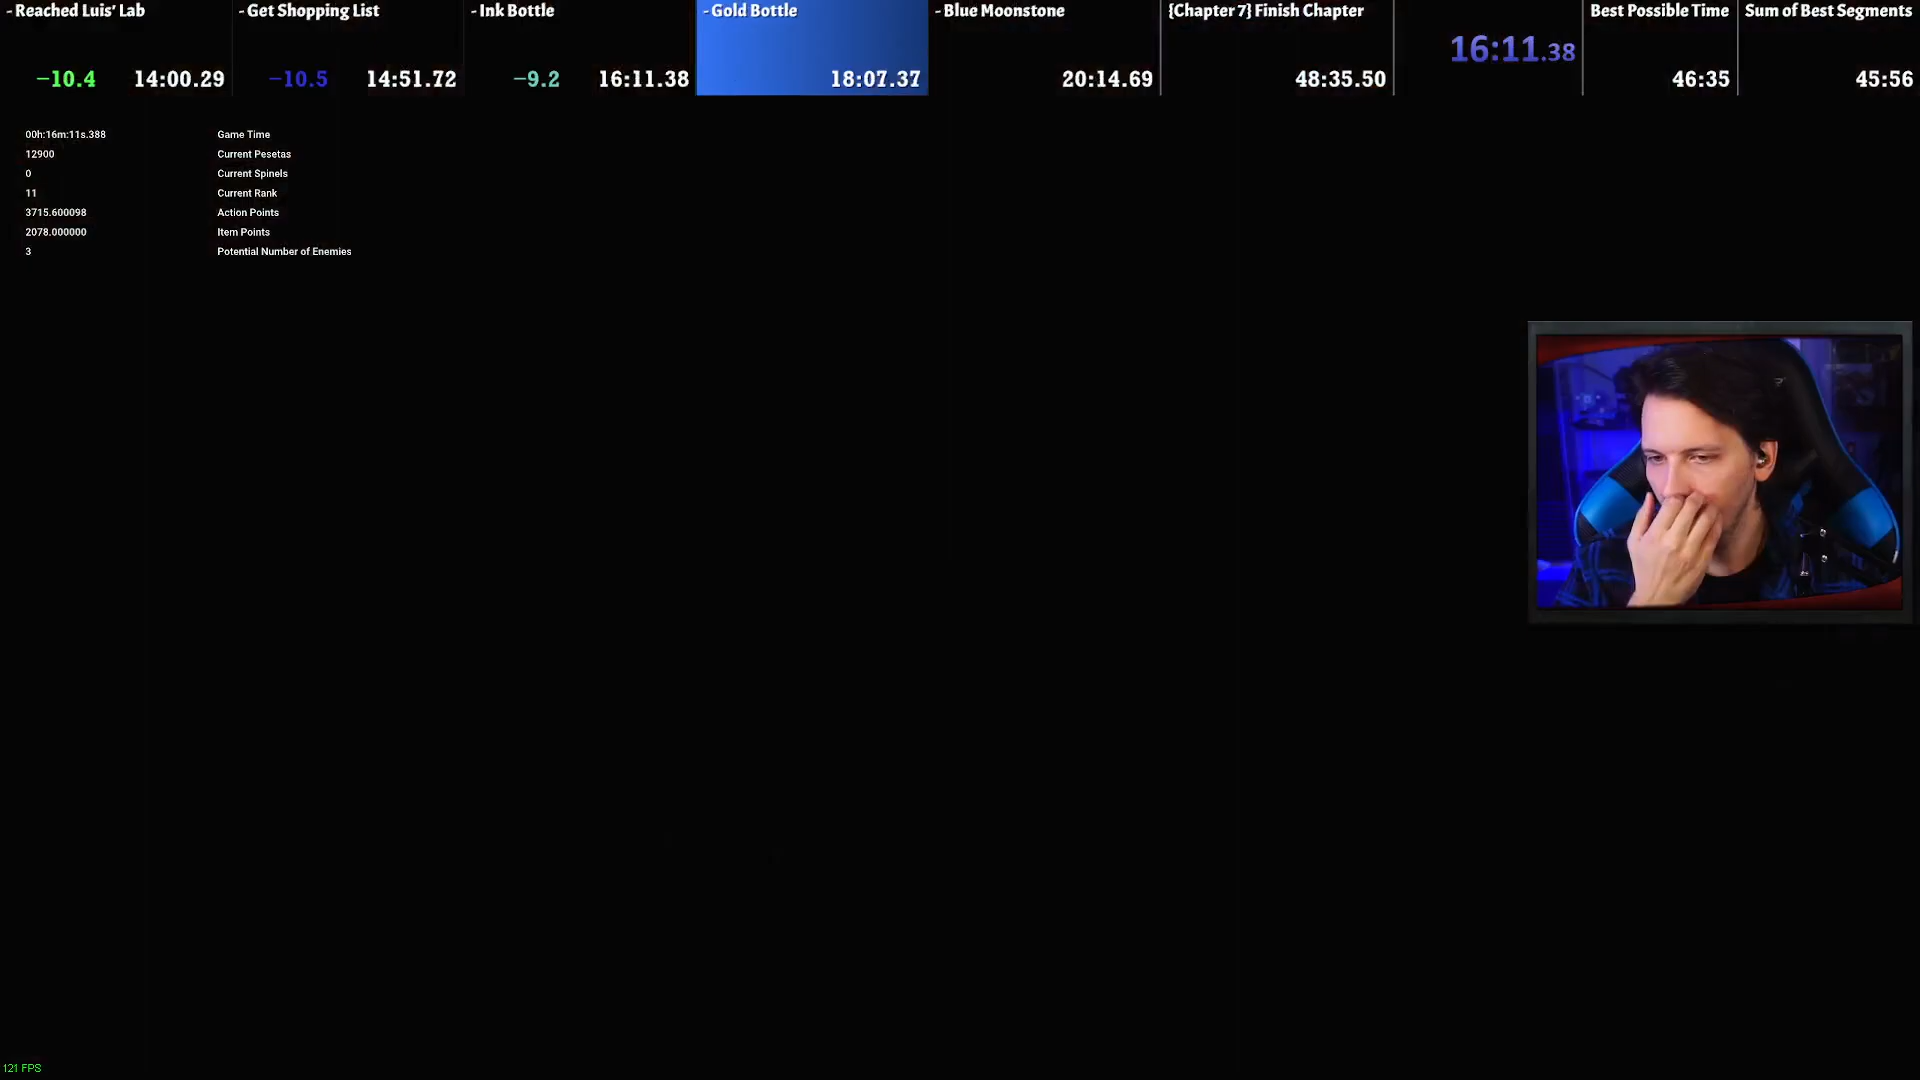 - Reached Luis' Lab
-10.4 14:00.29
- Get Shopping List
-10.5 14:51.72
- Ink Bottle
-9.2 16:11.38
- Gold Bottle
18:07.37
- Blue Moonstone
20:14.69
{Chapter 7} Finish Chapter
48:35.50
16:11.38
Best Possible Time
46:35
Sum of Best Segments
45:56
00h:16m:11s.388 Game Time
12900 Current Pesetas
0 Current Spinels
11 Current Rank
3715.600098 Action Points
2078.000000 Item Points
3 Potential Number of Enemies
121 FPS